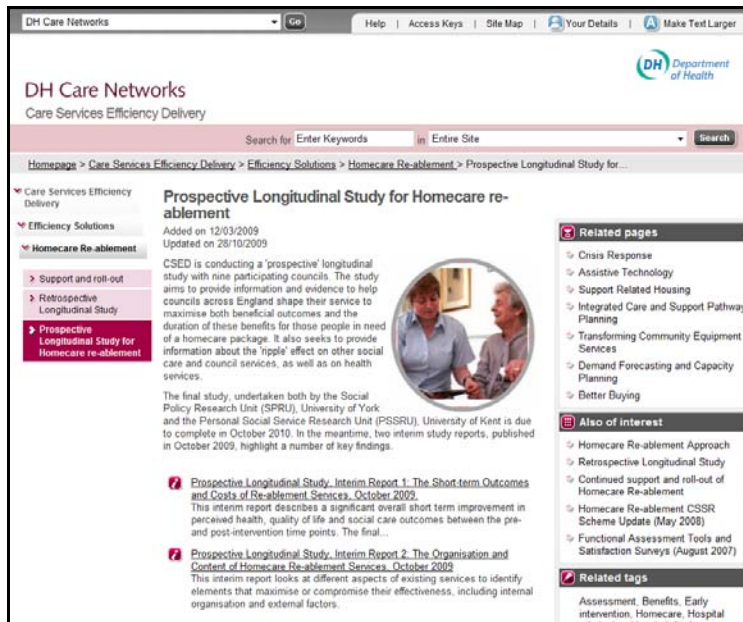 DH Care Networks
Go
Help | Access Keys | Site Map | Your Details | A Make Text Larger
DH Department
of Health
DH Care Networks
Care Services Efficiency Delivery
Search for Enter Keywords in Entire Site Search
Homepage > Care Services Efficiency Delivery > Efficiency Solutions > Homecare Re-ablement > Prospective Longitudinal Study for...
Care Services Efficiency
Delivery
Efficiency Solutions
Homecare Re-ablement
Support and roll-out
Retrospective
Longitudinal Study
Prospective
Longitudinal Study for
Homecare re-ablement
Prospective Longitudinal Study for Homecare re-
ablement
Added on 12/03/2009
Updated on 28/10/2009
CSED is conducting a 'prospective' longitudinal
study with nine participating councils. The study
aims to provide information and evidence to help
councils across England shape their service to
maximise both beneficial outcomes and the
duration of these benefits for those people in need
of a homecare package. It also seeks to provide
information about the 'ripple' effect on other social
care and council services, as well as on health
services.
The final study, undertaken both by the Social
Policy Research Unit (SPRU), University of York
and the Personal Social Service Research Unit (PSSRU), University of Kent is due
to complete in October 2010. In the meantime, two interim study reports, published
in October 2009, highlight a number of key findings.
Prospective Longitudinal Study, Interim Report 1: The Short-term Outcomes
and Costs of Re-ablement Services, October 2009.
This interim report describes a significant overall short term improvement in
perceived health, quality of life and social care outcomes between the pre-
and post-intervention time points. The final...
Prospective Longitudinal Study, Interim Report 2: The Organisation and
Content of Homecare Re-ablement Services, October 2009
This interim report looks at different aspects of existing services to identify
elements that maximise or compromise their effectiveness, including internal
organisation and external factors.
Related pages
Crisis Response
Assistive Technology
Support Related Housing
Integrated Care and Support Pathway
Planning
Transforming Community Equipment
Services
Demand Forecasting and Capacity
Planning
Better Buying
Also of interest
Homecare Re-ablement Approach
Retrospective Longitudinal Study
Continued support and roll-out of
Homecare Re-ablement
Homecare Re-ablement CSSR
Scheme Update (May 2008)
Functional Assessment Tools and
Satisfaction Surveys (August 2007)
Related tags
Assessment, Benefits, Early
intervention, Homecare, Hospital